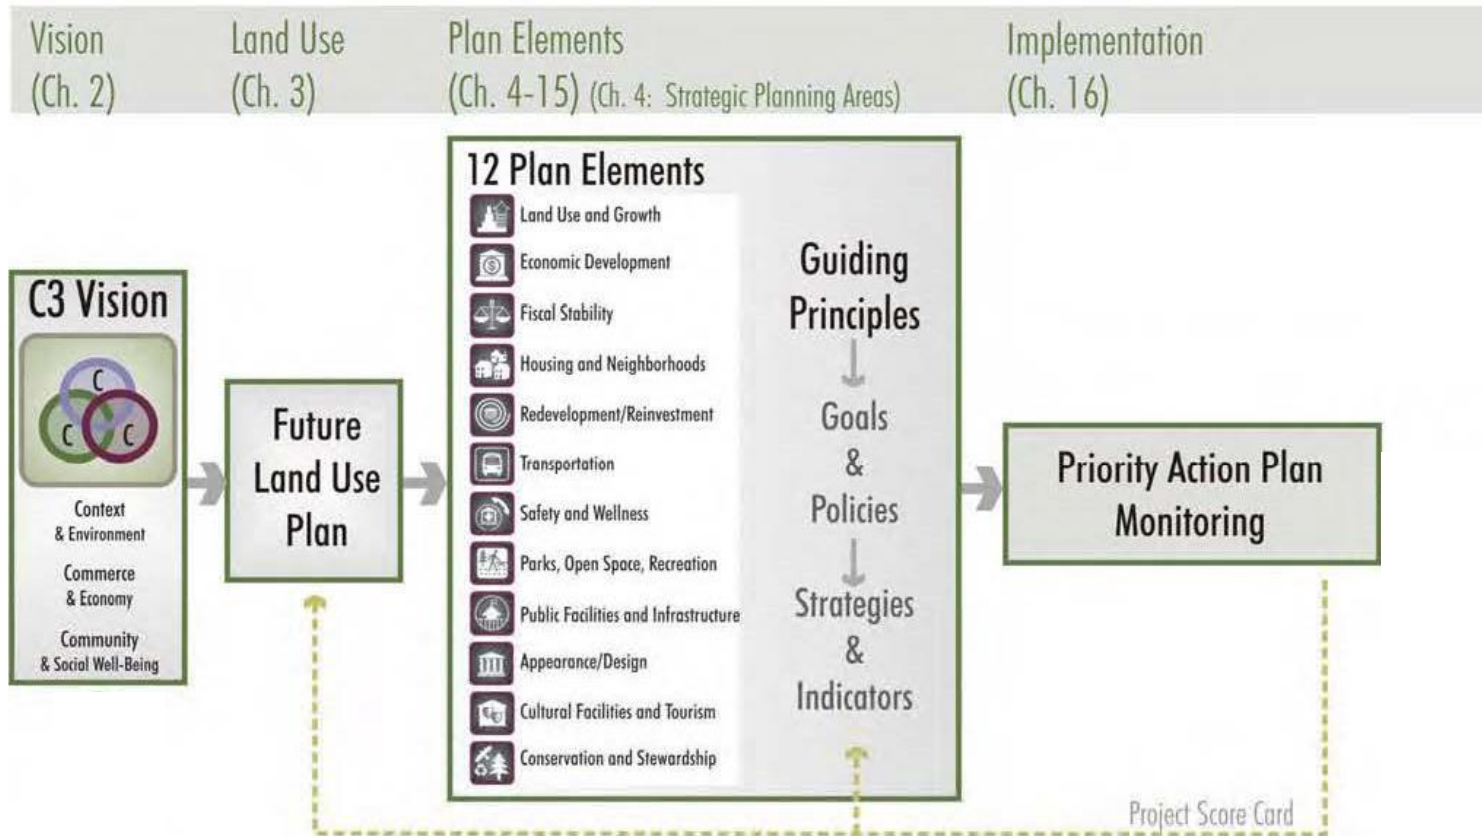 Vision
(Ch. 2)
Land Use
(Ch. 3)
Plan Elements
(Ch. 4-15) (Ch. 4: Strategic Planning Areas)
Implementation
(Ch. 16)
C3 Vision
C
C
C
Context
& Environment
Commerce
& Economy
Community
& Social Well-Being
Future
Land Use
Plan
12 Plan Elements
Land Use and Growth
Economic Development
Fiscal Stability
Housing and Neighborhoods
Redevelopment/Reinvestment
Transportation
Safety and Wellness
Parks, Open Space, Recreation
Public Facilities and Infrastructure
Appearance/Design
Cultural Facilities and Tourism
Conservation and Stewardship
Guiding
Principles
Goals
&
Policies
Strategies
&
Indicators
Priority Action Plan
Monitoring
Project Score Card